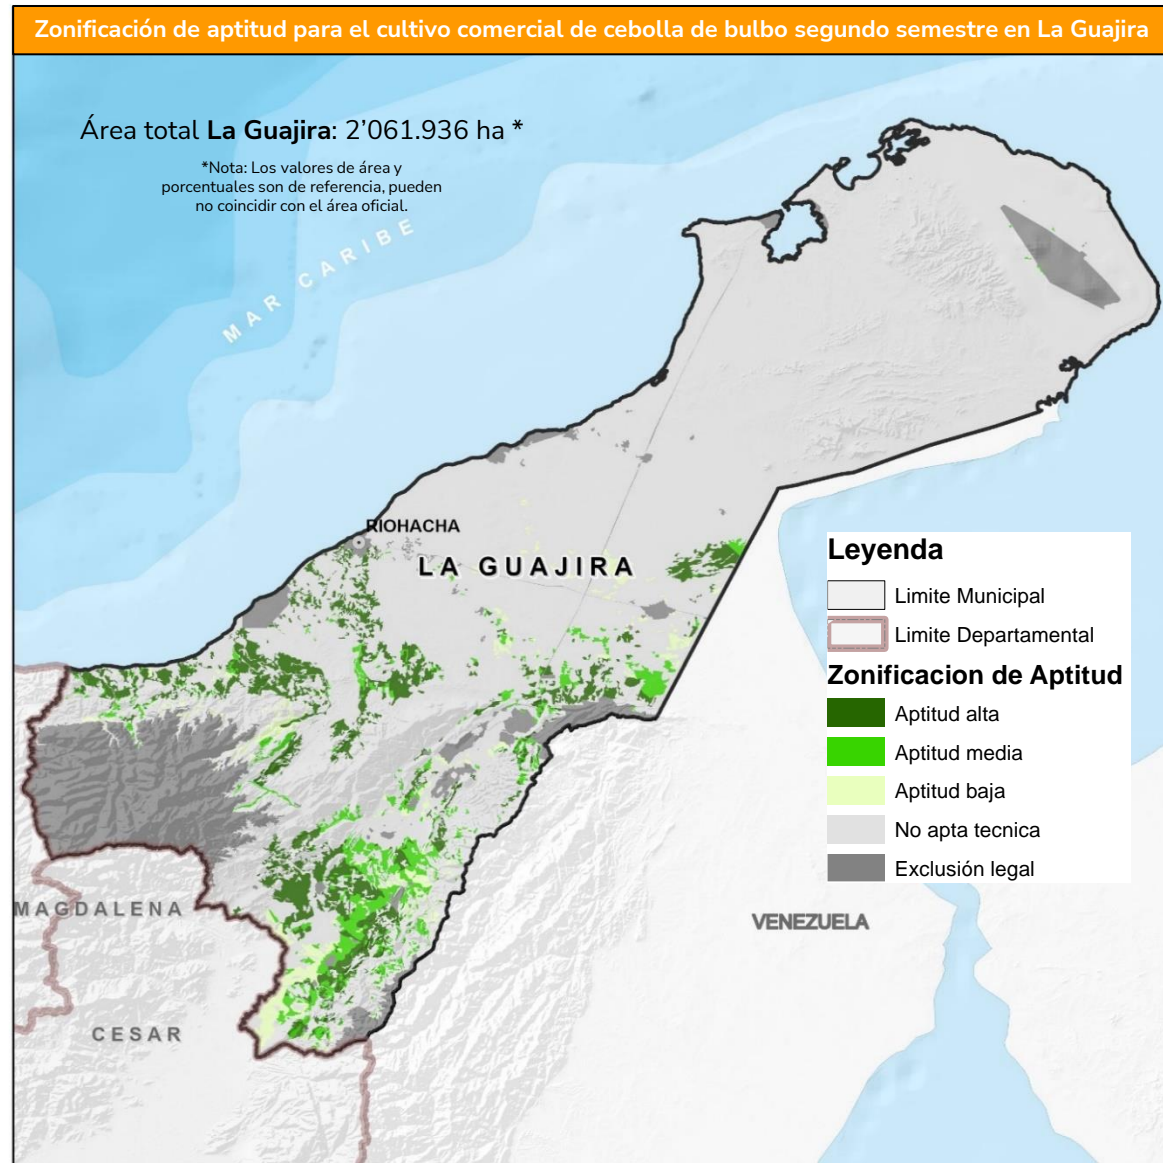 Zonificación de aptitud para el cultivo comercial de cebolla de bulbo segundo semestre en La Guajira
Área total La Guajira: 2’061.936 ha *
*Nota: Los valores de área y
porcentuales son de referencia, pueden
no coincidir con el área oficial.
MAR CARIBE
RIOHACHA
LA GUAJIRA
Leyenda
Limite Municipal
Limite Departamental
Zonificacion de Aptitud
Aptitud alta
Aptitud media
Aptitud baja
No apta tecnica
Exclusión legal
MAGDALENA
VENEZUELA
CESAR